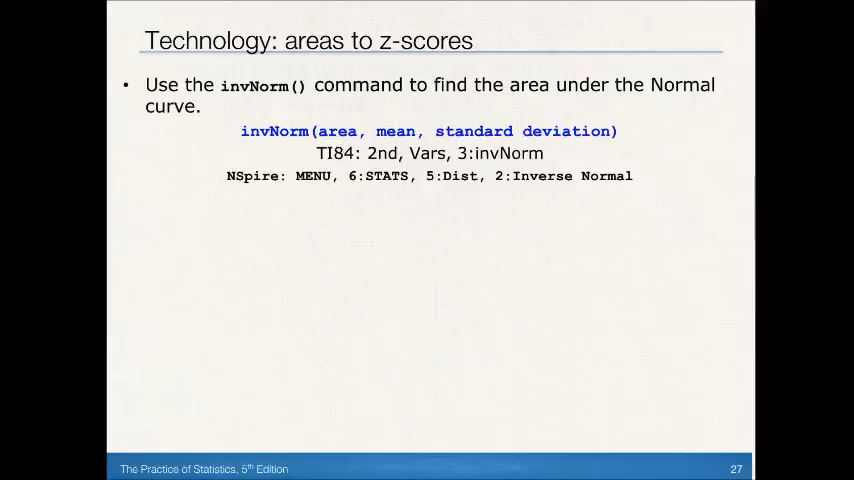 Technology: areas to z-scores
• Use the invNorm() command to find the area under the Normal
curve.
invNorm(area, mean, standard deviation)
TI84: 2nd, Vars, 3:invNorm
NSpire: MENU, 6:STATS, 5:Dist, 2:Inverse Normal
The Practice of Statistics, 5th Edition
27